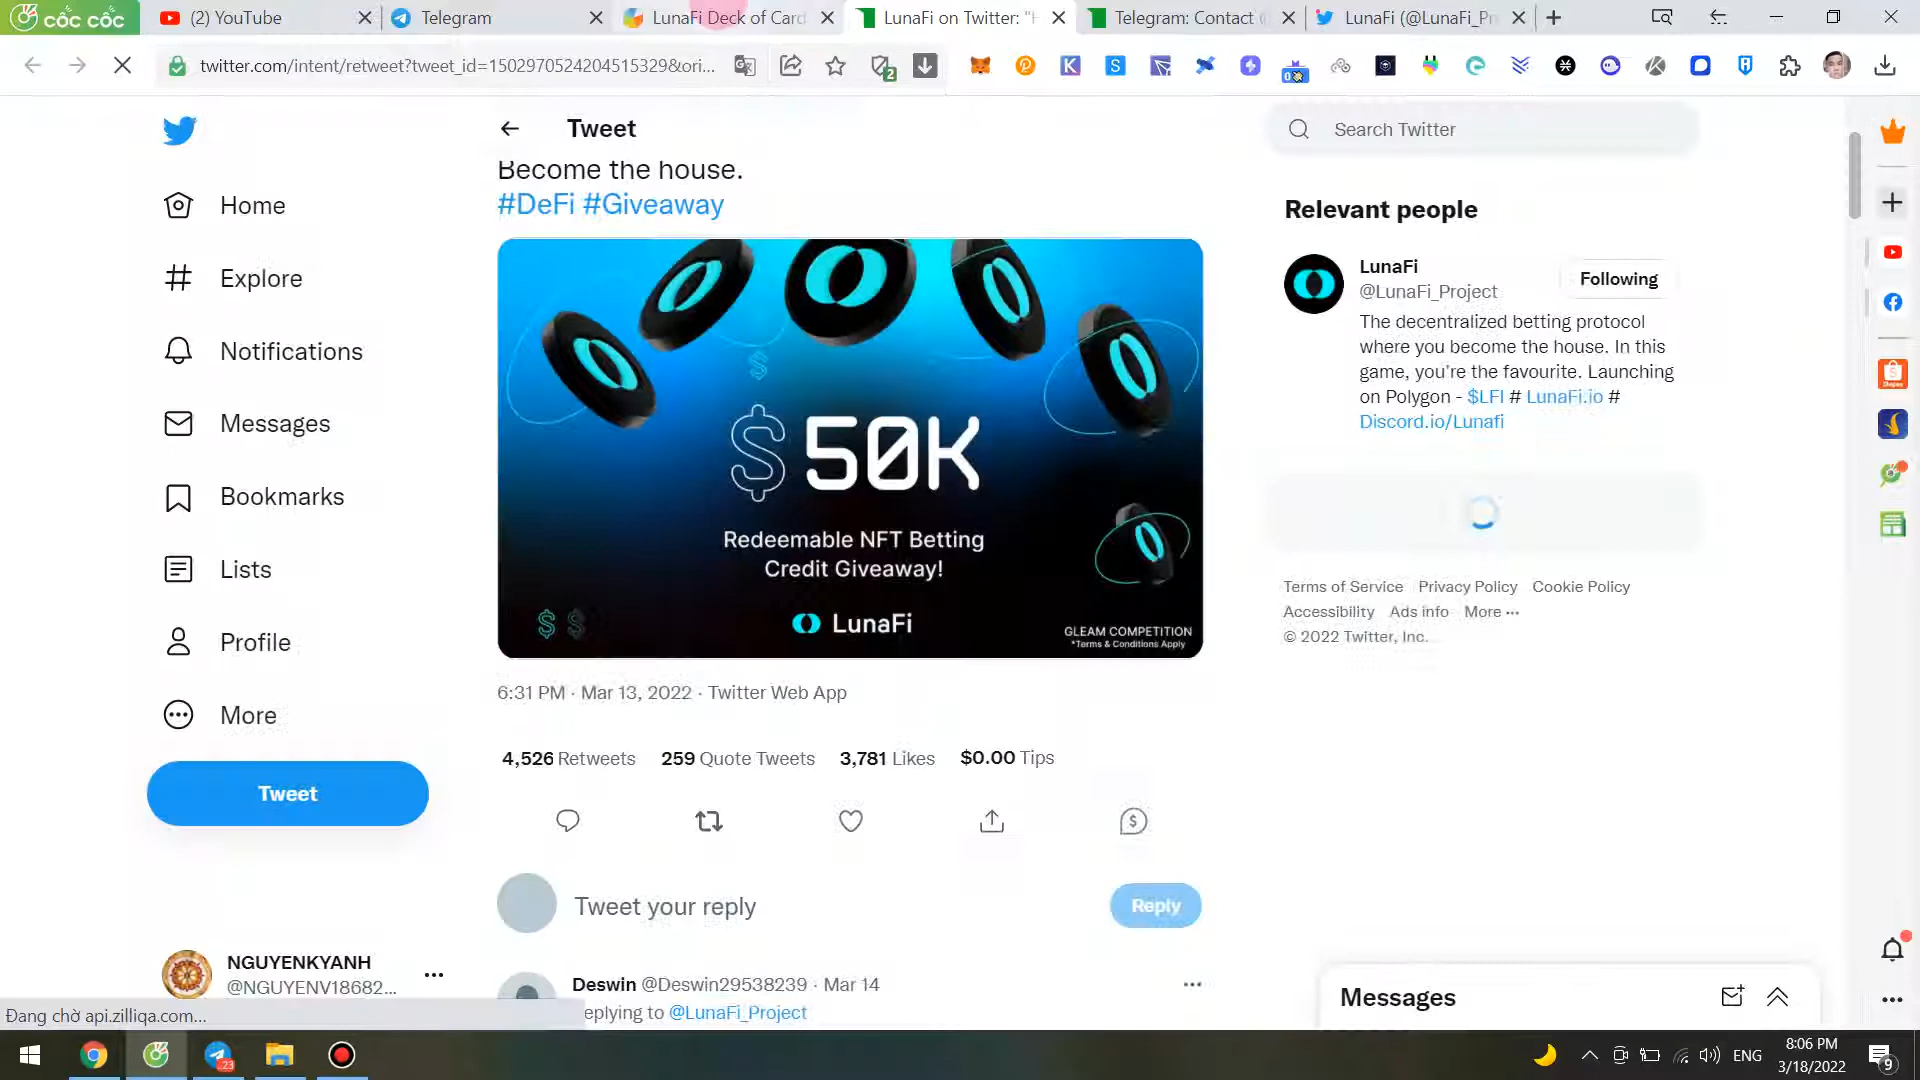 cốc cốc
(2) YouTube
Telegram
LunaFi Deck of Card
LunaFi on Twitter: "
Telegram: Contact
LunaFi (@LunaFi_Pr
twitter.com/intent/retweet?tweet_id=1502970524204515329&ori...
2
Tweet
Search Twitter
Become the house.
#DeFi #Giveaway
Home
Explore
Notifications
Messages
Bookmarks
Lists
Profile
More
Tweet
$50K
Redeemable NFT Betting
Credit Giveaway!
LunaFi
GLEAM COMPETITION
*Terms & Conditions Apply
6:31 PM · Mar 13, 2022 · Twitter Web App
4,526 Retweets 259 Quote Tweets 3,781 Likes $0.00 Tips
Tweet your reply
Reply
Deswin @Deswin29538239 · Mar 14
eplying to @LunaFi_Project
Relevant people
LunaFi
@LunaFi_Project
Following
The decentralized betting protocol
where you become the house. In this
game, you're the favourite. Launching
on Polygon - $LFI # LunaFi.io #
Discord.io/Lunafi
Terms of Service Privacy Policy Cookie Policy
Accessibility Ads info More ···
© 2022 Twitter, Inc.
NGUYENKYANH
@NGUYENV18682...
Messages
Đang chờ api.zilliqa.com...
23
ENG
8:06 PM
3/18/2022
9